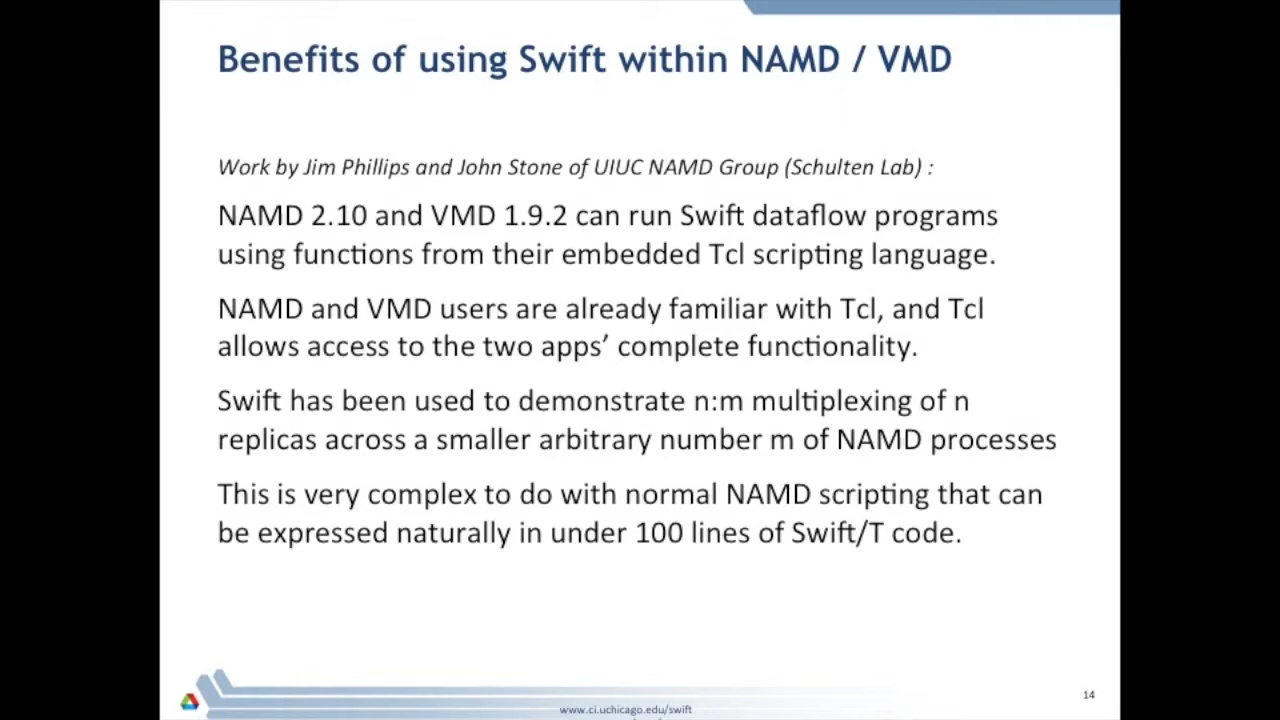 Benefits of using Swift within NAMD / VMD
Work by Jim Phillips and John Stone of UIUC NAMD Group (Schulten Lab) :
NAMD 2.10 and VMD 1.9.2 can run Swift dataflow programs
using functions from their embedded Tcl scripting language.
NAMD and VMD users are already familiar with Tcl, and Tcl
allows access to the two apps’ complete functionality.
Swift has been used to demonstrate n:m multiplexing of n
replicas across a smaller arbitrary number m of NAMD processes
This is very complex to do with normal NAMD scripting that can
be expressed naturally in under 100 lines of Swift/T code.
14
www.ci.uchicago.edu/swift